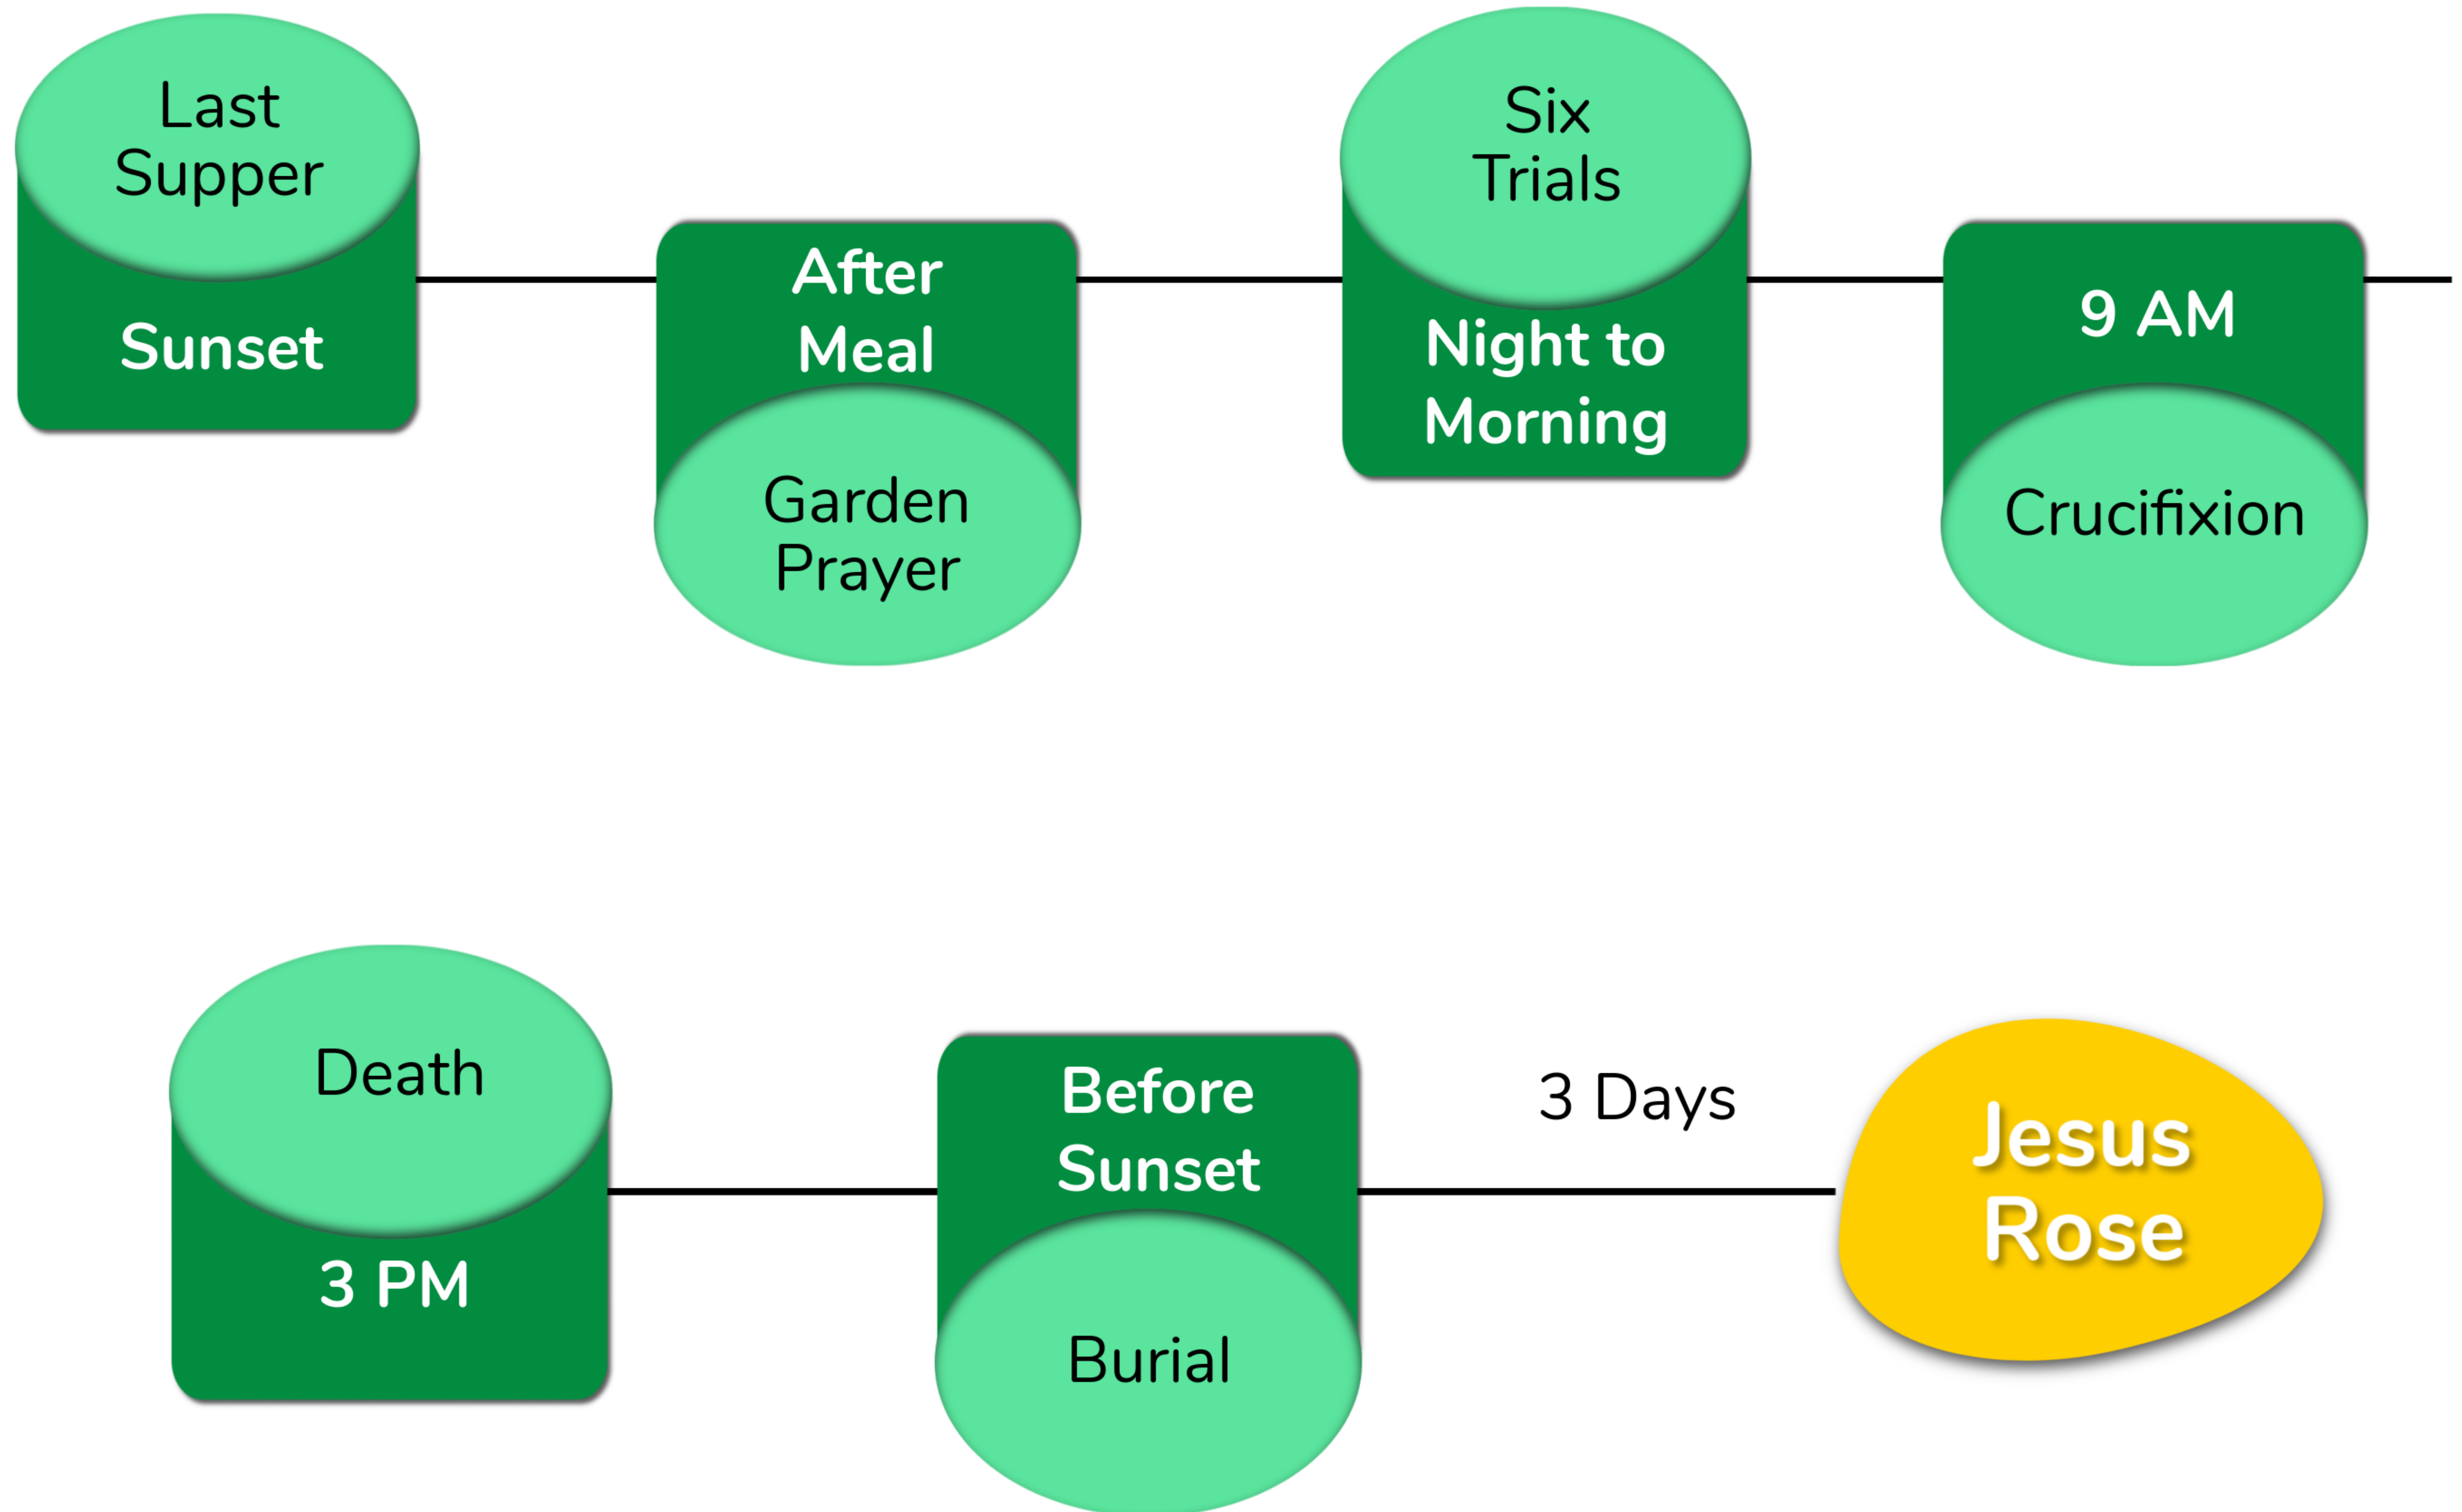 Last
Supper
Sunset
After
Meal
Garden
Prayer
Six
Trials
Night to
Morning
9 AM
Crucifixion
Death
3 PM
Before
Sunset
Burial
3 Days
Jesus
Rose